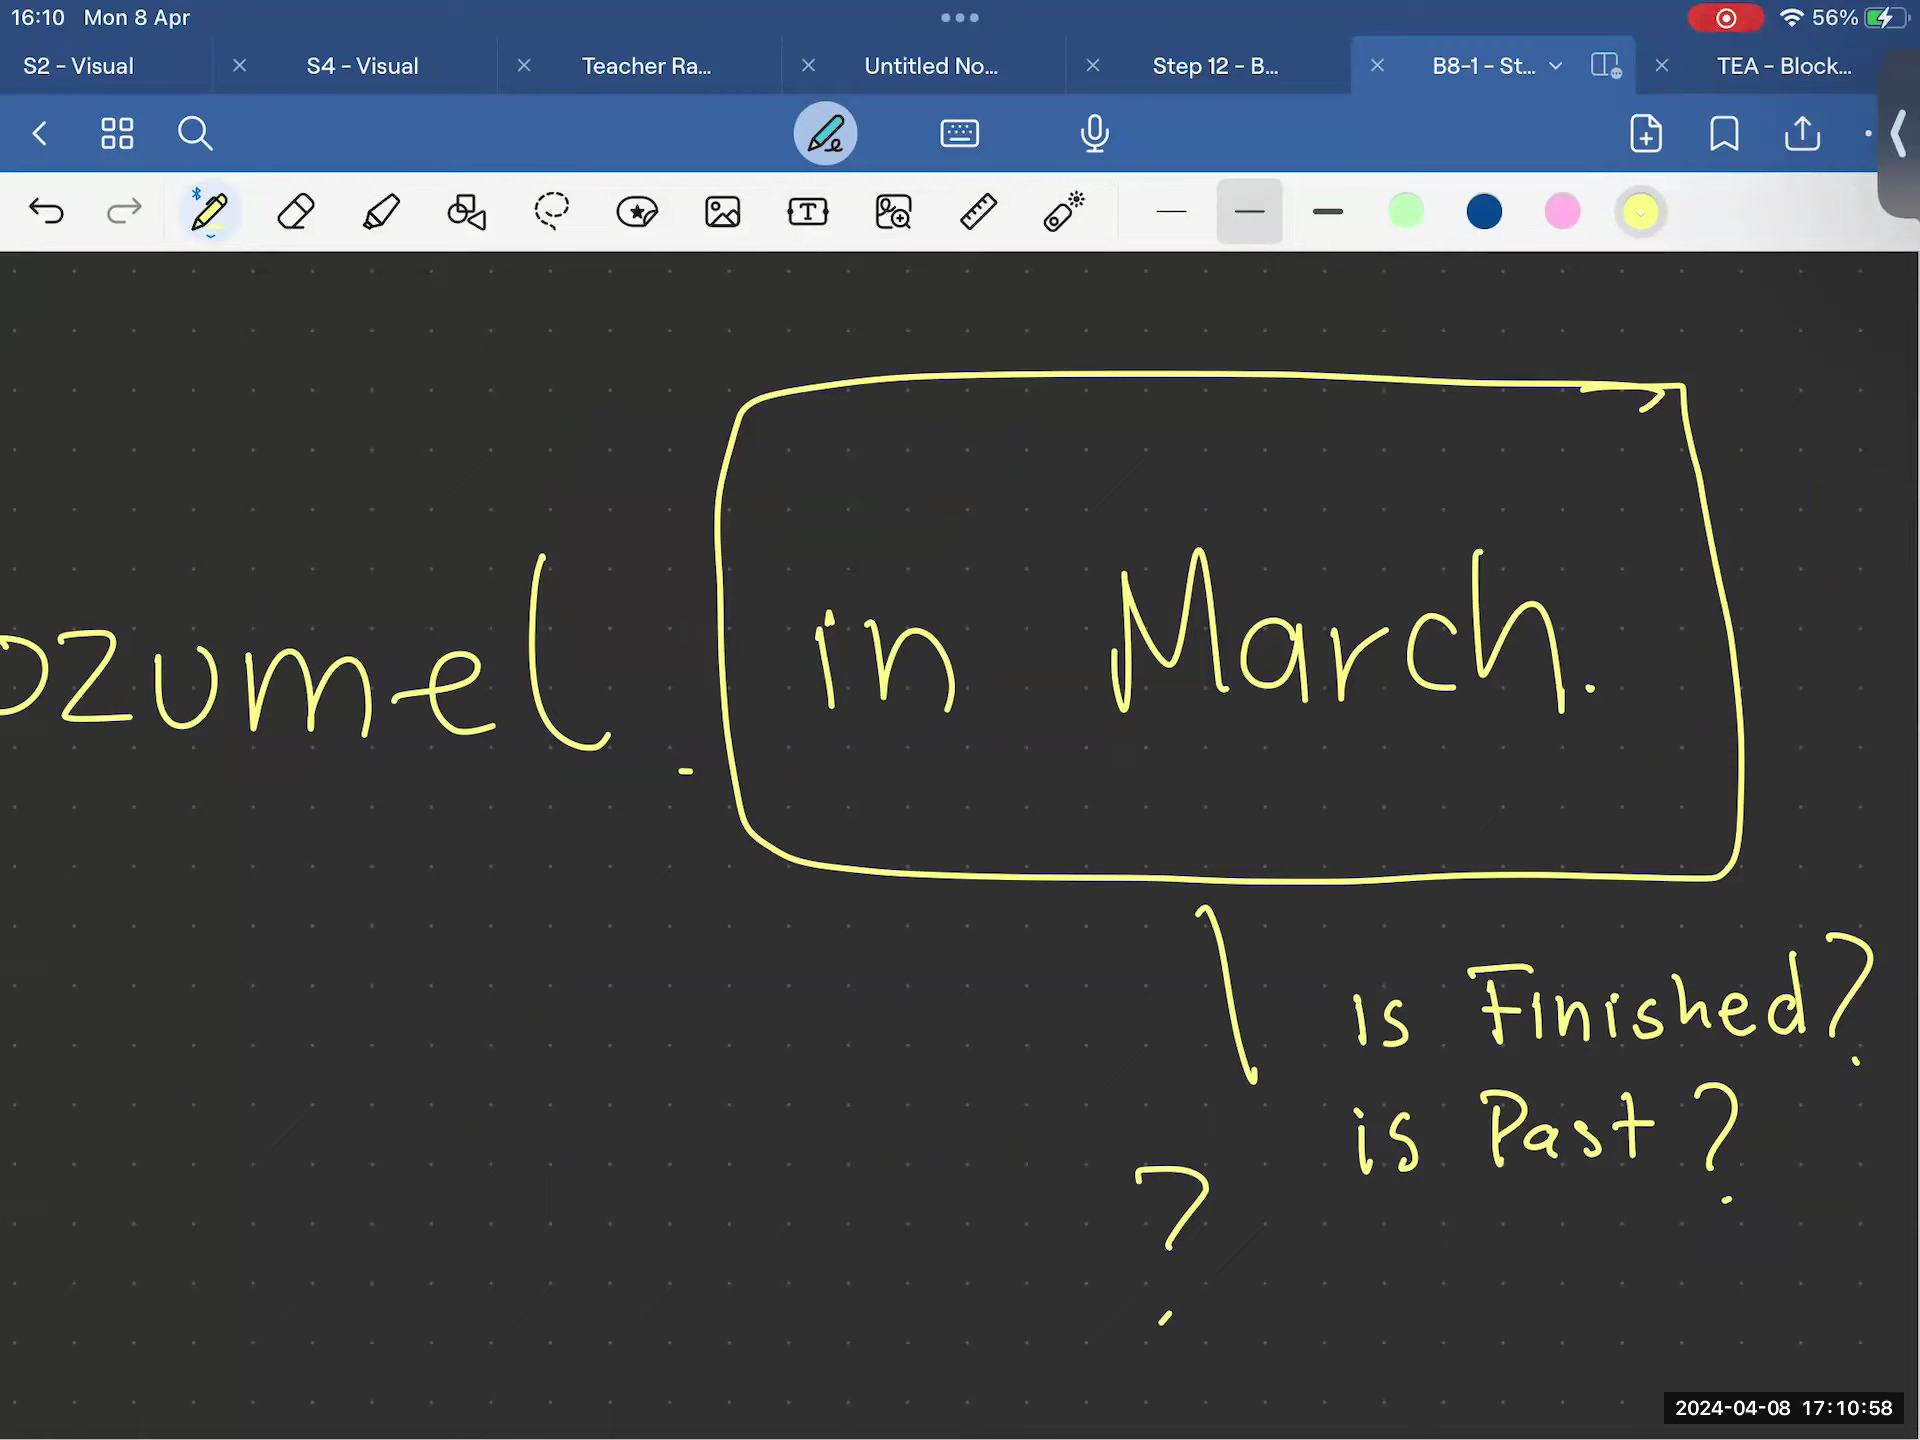 16:10 Mon 8 Apr 56%
S2 - Visual S4 - Visual Teacher Ra... Untitled No... Step 12 - B... B8-1 - St... TEA - Block...
ozumel in March.
is Finished?
is Past?
?
2024-04-08 17:10:58